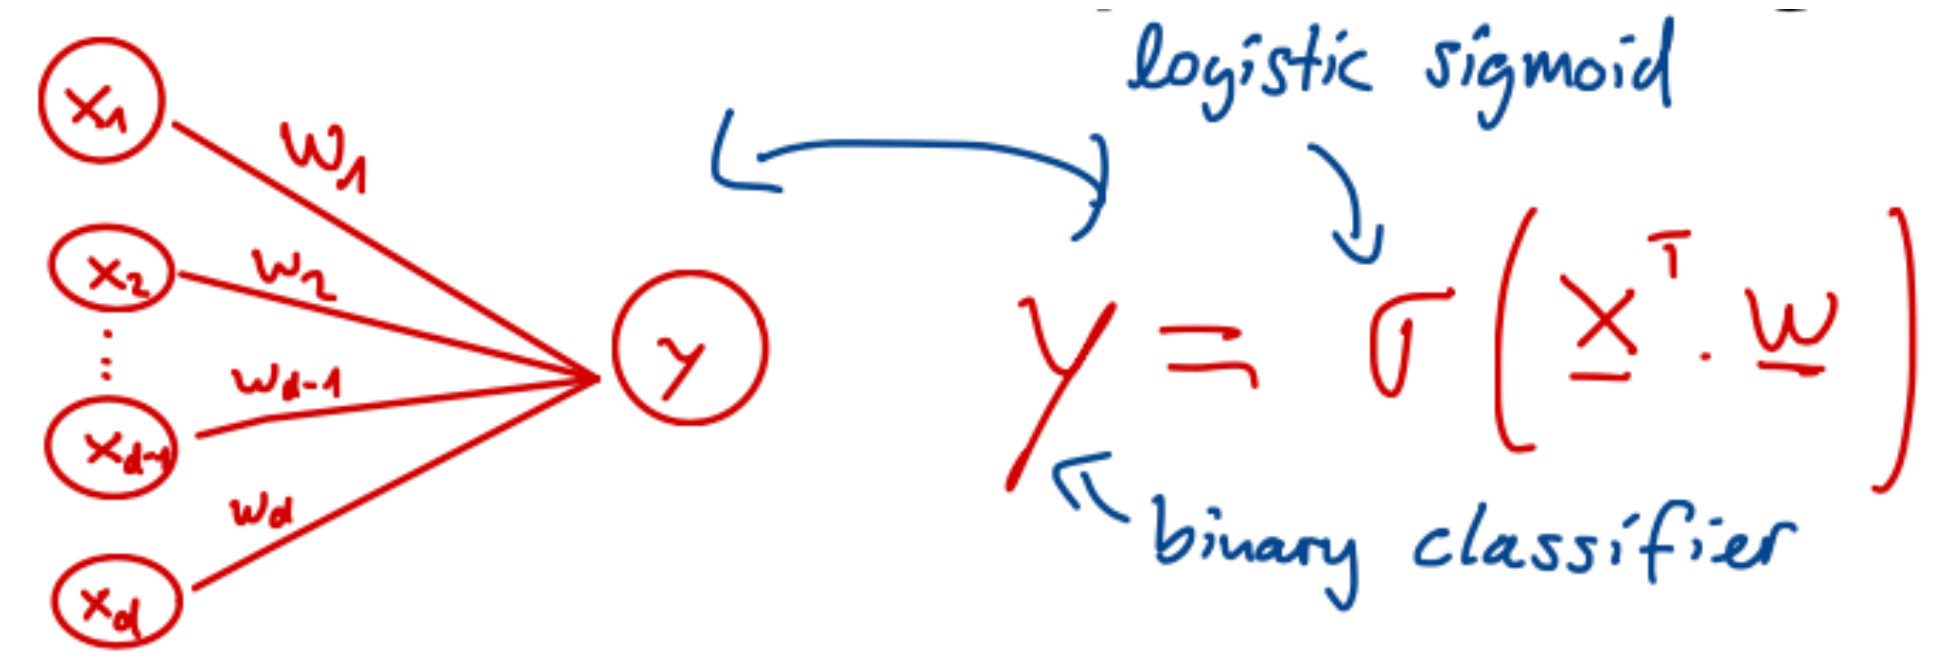 logistic sigmoid
x1
w1
x2
w2
⋮
xd-1
wd-1
xd
wd
y
y = σ(x^T · w)
binary classifier